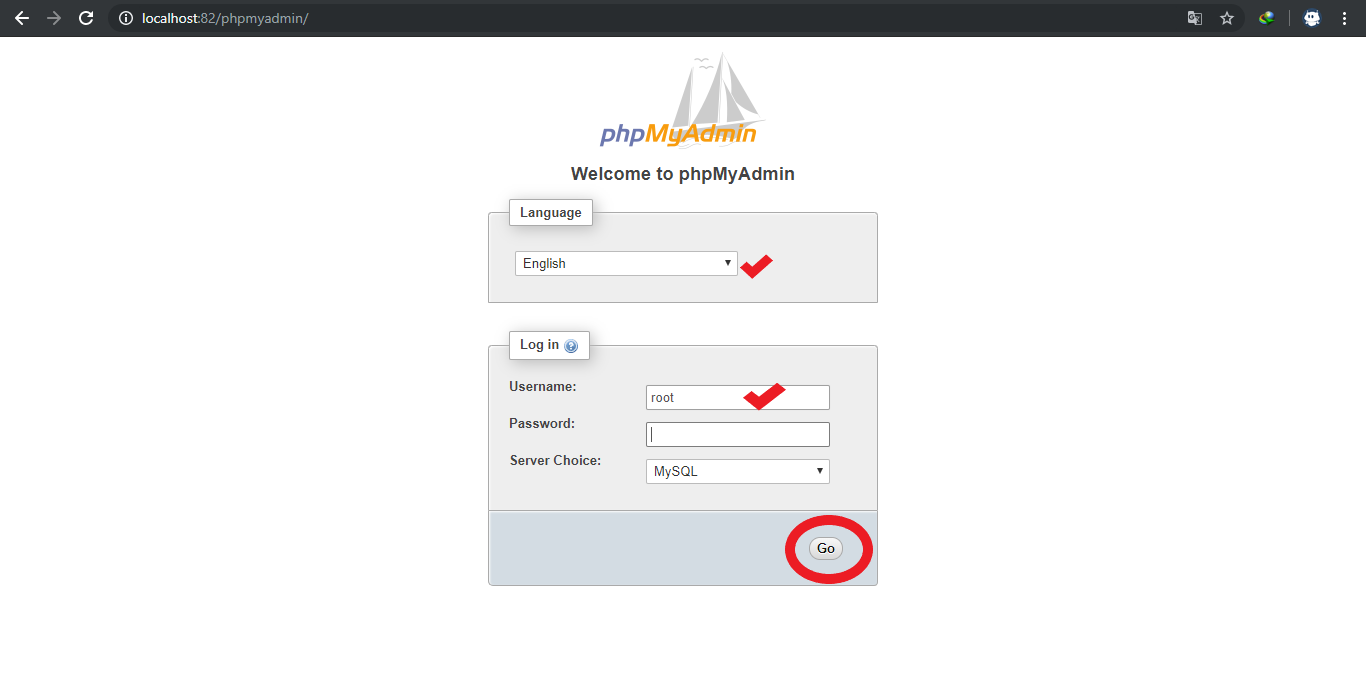 localhost:82/phpmyadmin/
phpMyAdmin
Welcome to phpMyAdmin
Language
English
Log in
Username:
root
Password:
Server Choice:
MySQL
Go